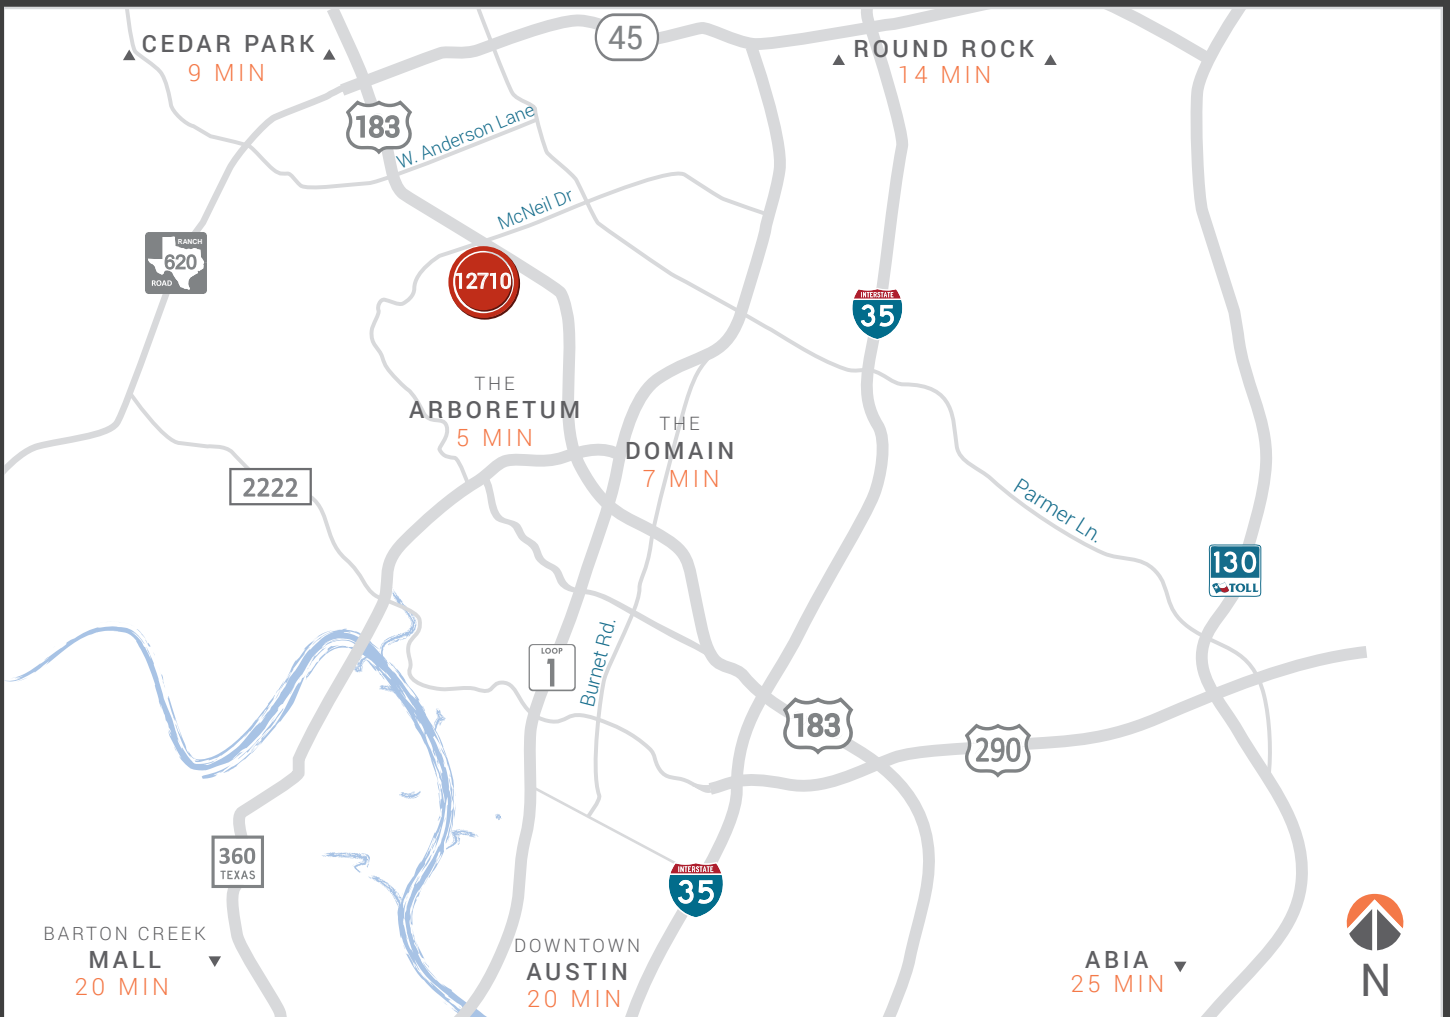 45
CEDAR PARK
9 MIN
ROUND ROCK
14 MIN
183
W. Anderson Lane
McNeil Dr
RANCH
620
ROAD
12710
INTERSTATE
35
THE
ARBORETUM
5 MIN
THE
DOMAIN
7 MIN
2222
Parmer Ln.
130
TOLL
LOOP
1
Burnet Rd.
183
290
360
TEXAS
INTERSTATE
35
BARTON CREEK
MALL
20 MIN
DOWNTOWN
AUSTIN
20 MIN
ABIA
25 MIN
N